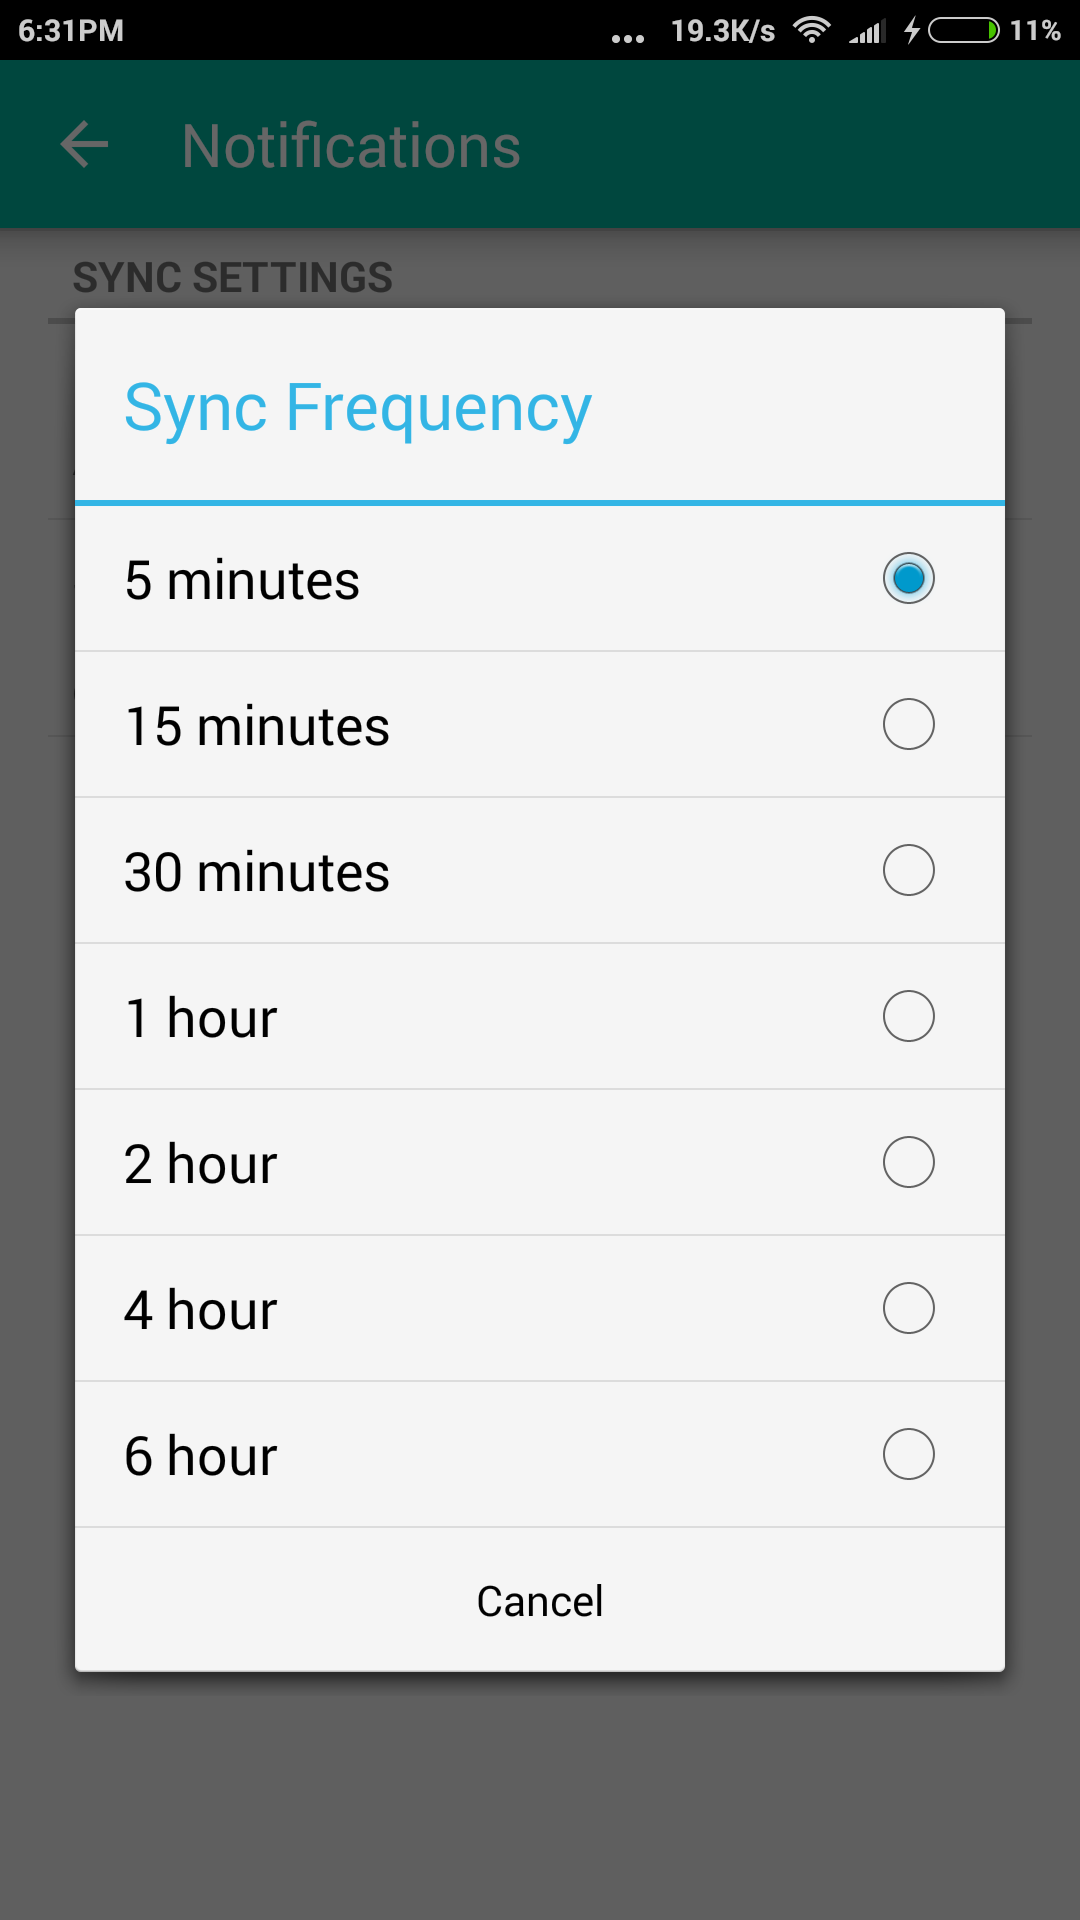 6:31PM ... 19.3K/s 11%
Notifications
SYNC SETTINGS
Sync Frequency
5 minutes
15 minutes
30 minutes
1 hour
2 hour
4 hour
6 hour
Cancel